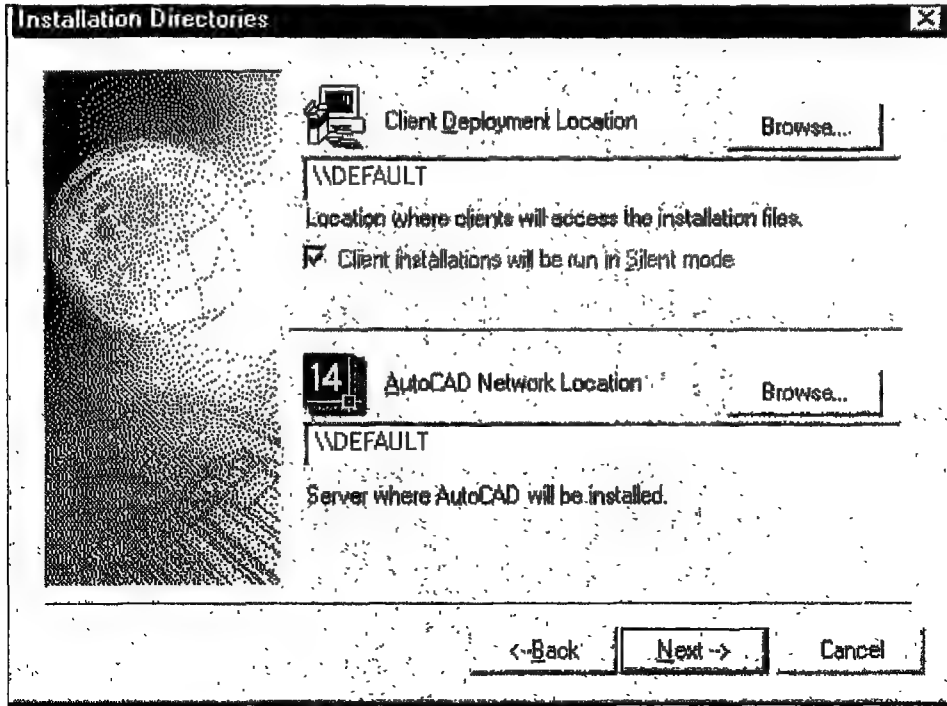 Installation Directories
Client Deployment Location
Browse...
\\DEFAULT
Location where clients will access the installation files.
Client installations will be run in Silent mode
14
AutoCAD Network Location
Browse...
\\DEFAULT
Server where AutoCAD will be installed.
<--Back Next--> Cancel